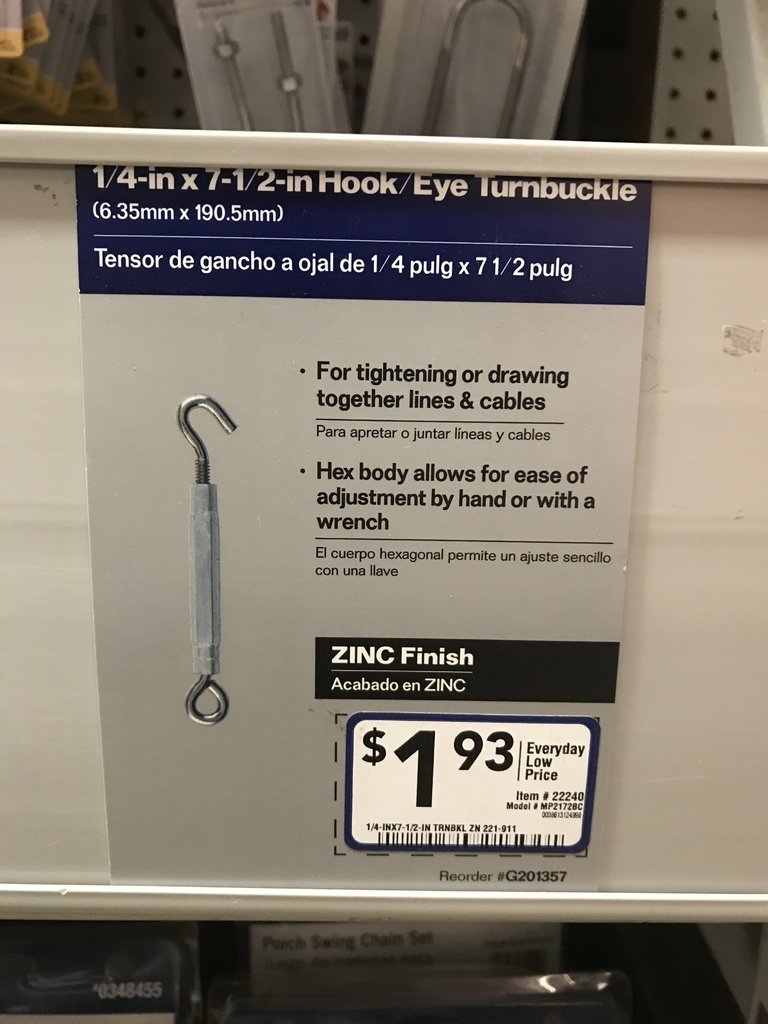 1/4-in x 7-1/2-in Hook/Eye Turnbuckle
(6.35mm x 190.5mm)
Tensor de gancho a ojal de 1/4 pulg x 7 1/2 pulg
• For tightening or drawing
together lines & cables
Para apretar o juntar líneas y cables
• Hex body allows for ease of
adjustment by hand or with a
wrench
El cuerpo hexagonal permite un ajuste sencillo
con una llave
ZINC Finish
Acabado en ZINC
$1 93
Everyday
Low
Price
Item # 22240
Model # MP2172BC
1/4-INX7-1/2-IN TRNBKL ZN 221-911
Reorder #G201357
Porch Swing Chain Set
*0348455